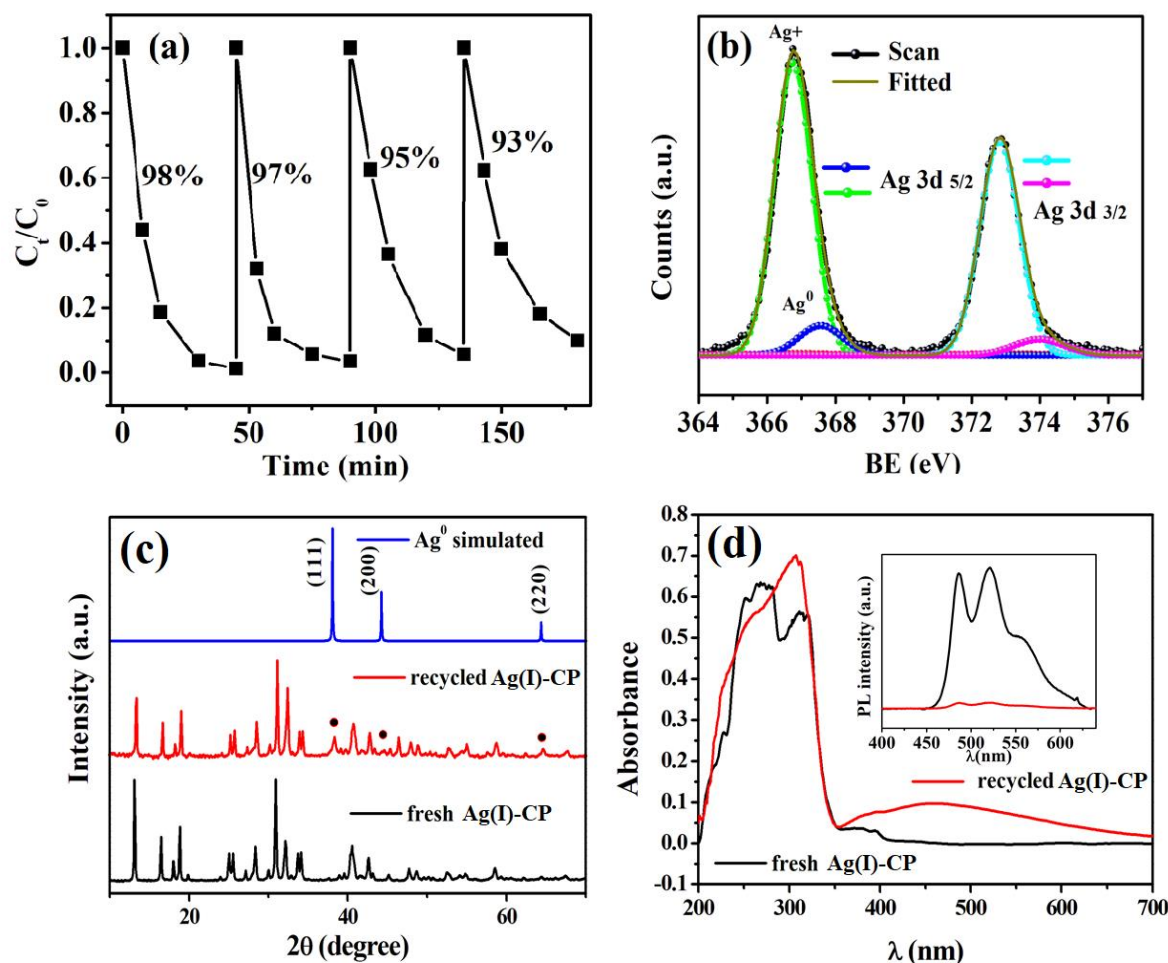 (a)
98%
97%
95%
93%
C_t/C_0
1.0
0.8
0.6
0.4
0.2
0.0
0
50
100
150
Time (min)
(b)
Ag+
Scan
Fitted
Ag 3d 5/2
Ag 3d 3/2
Ag⁰
Counts (a.u.)
364 366 368 370 372 374 376
BE (eV)
(c)
Ag⁰ simulated
(111)
(200)
(220)
recycled Ag(I)-CP
fresh Ag(I)-CP
Intensity (a.u.)
10 20 40 60
2θ (degree)
(d)
0.8
0.7
0.6
0.5
0.4
0.3
0.2
0.1
0.0
-0.1
Absorbance
PL intensity (a.u.)
400 450 500 550 600
λ(nm)
recycled Ag(I)-CP
fresh Ag(I)-CP
200 300 400 500 600 700
λ (nm)